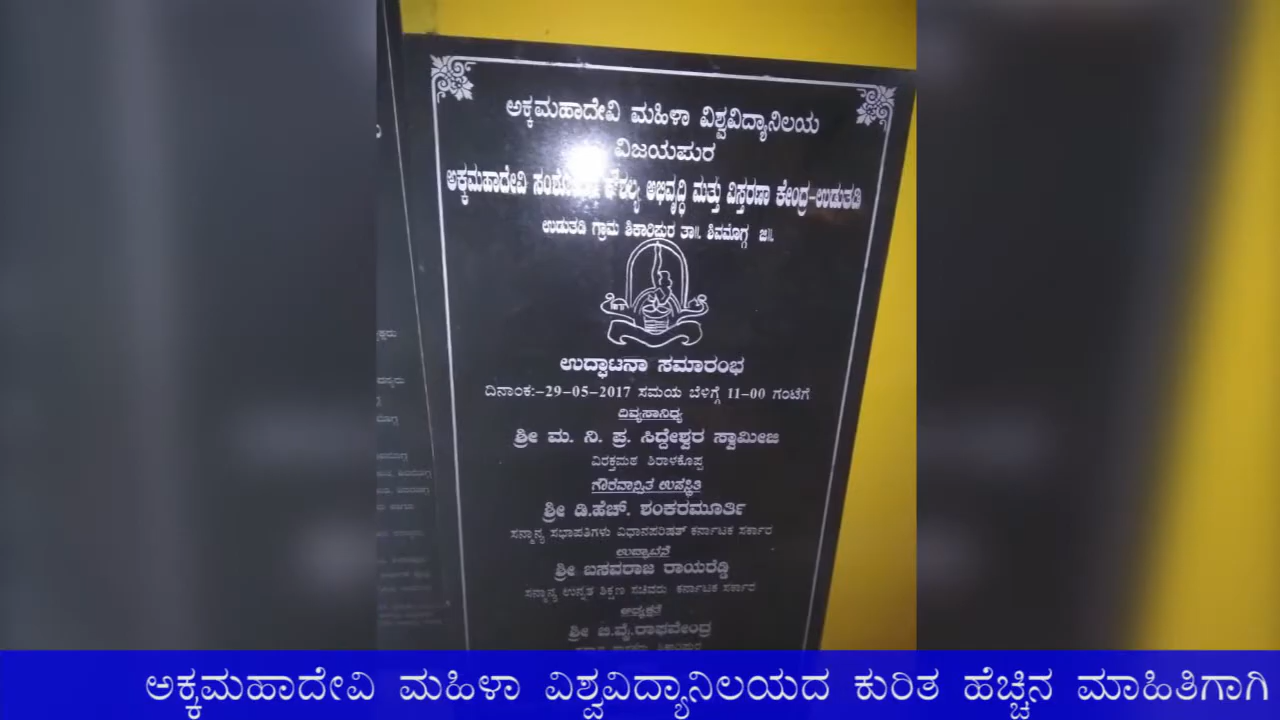 ಅಕ್ಕಮಹಾದೇವಿ ಮಹಿಳಾ ವಿಶ್ವವಿದ್ಯಾನಿಲಯ
ವಿಜಯಪುರ
ಅಕ್ಕಮಹಾದೇವಿ ಅಭಿವೃದ್ಧಿ ಮತ್ತು ವಿಸ್ತರಣಾ ಕೇಂದ್ರ-ಉಡುತಡಿ
ಉಡುತಡಿ ಗ್ರಾಮ ಶಿಕಾರಿಪುರ ತಾ॥. ಶಿವಮೊಗ್ಗ ಜಿ॥.
ಉದ್ಘಾಟನಾ ಸಮಾರಂಭ
ದಿನಾಂಕ:-29-05-2017 ಸಮಯ ಬೆಳಿಗ್ಗೆ 11-00 ಗಂಟೆಗೆ
ದಿವ್ಯಸಾನಿಧ್ಯ
ಶ್ರೀ ಮ. ನಿ. ಪ್ರ. ಸಿದ್ದೇಶ್ವರ ಸ್ವಾಮೀಜಿ
ವಿರಕ್ತಮಠ ಶಿರಾಳಕೊಪ್ಪ
ಗೌರವಾನ್ವಿತ ಉಪಸ್ಥಿತಿ
ಶ್ರೀ ಡಿ.ಹೆಚ್. ಶಂಕರಮೂರ್ತಿ
ಸನ್ಮಾನ್ಯ ಸಭಾಪತಿಗಳು ವಿಧಾನಪರಿಷತ್ ಕರ್ನಾಟಕ ಸರ್ಕಾರ
ಉದ್ಘಾಟನೆ
ಶ್ರೀ ಬಸವರಾಜ ರಾಯರೆಡ್ಡಿ
ಸನ್ಮಾನ್ಯ ಉನ್ನತ ಶಿಕ್ಷಣ ಸಚಿವರು ಕರ್ನಾಟಕ ಸರ್ಕಾರ
ಅಧ್ಯಕ್ಷತೆ
ಶ್ರೀ ಬಿ.ವೈ.ರಾಘವೇಂದ್ರ
ಅಕ್ಕಮಹಾದೇವಿ ಮಹಿಳಾ ವಿಶ್ವವಿದ್ಯಾನಿಲಯದ ಕುರಿತ ಹೆಚ್ಚಿನ ಮಾಹಿತಿಗಾಗಿ